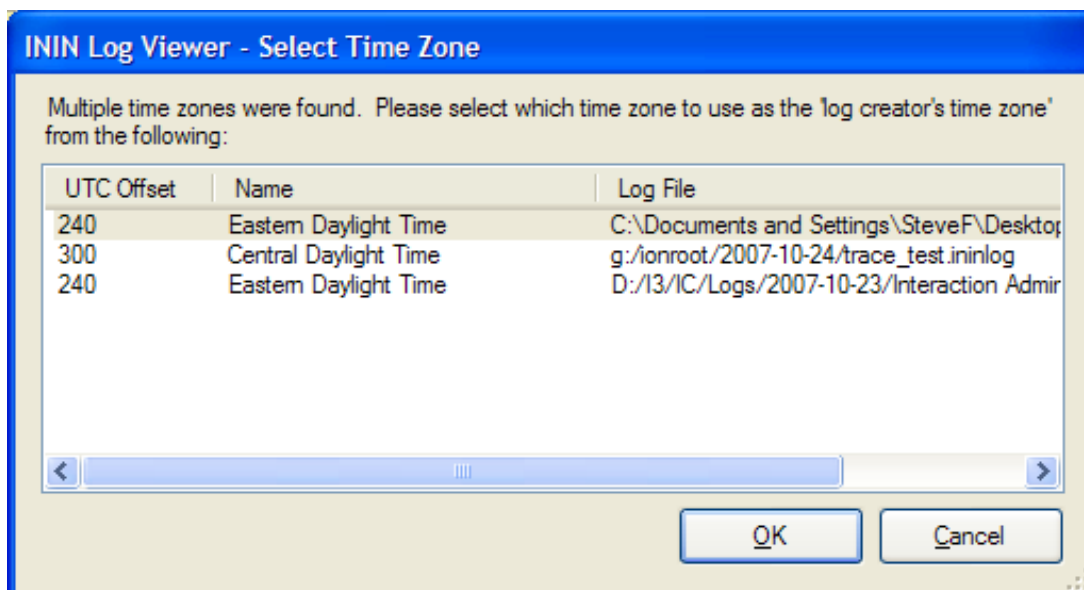 ININ Log Viewer - Select Time Zone
Multiple time zones were found.  Please select which time zone to use as the 'log creator's time zone'
from the following:
UTC Offset Name Log File
240 Eastern Daylight Time C:\Documents and Settings\SteveF\Desktop
300 Central Daylight Time g:/ionroot/2007-10-24/trace_test.ininlog
240 Eastern Daylight Time D:/I3/IC/Logs/2007-10-23/Interaction Admir
OK Cancel